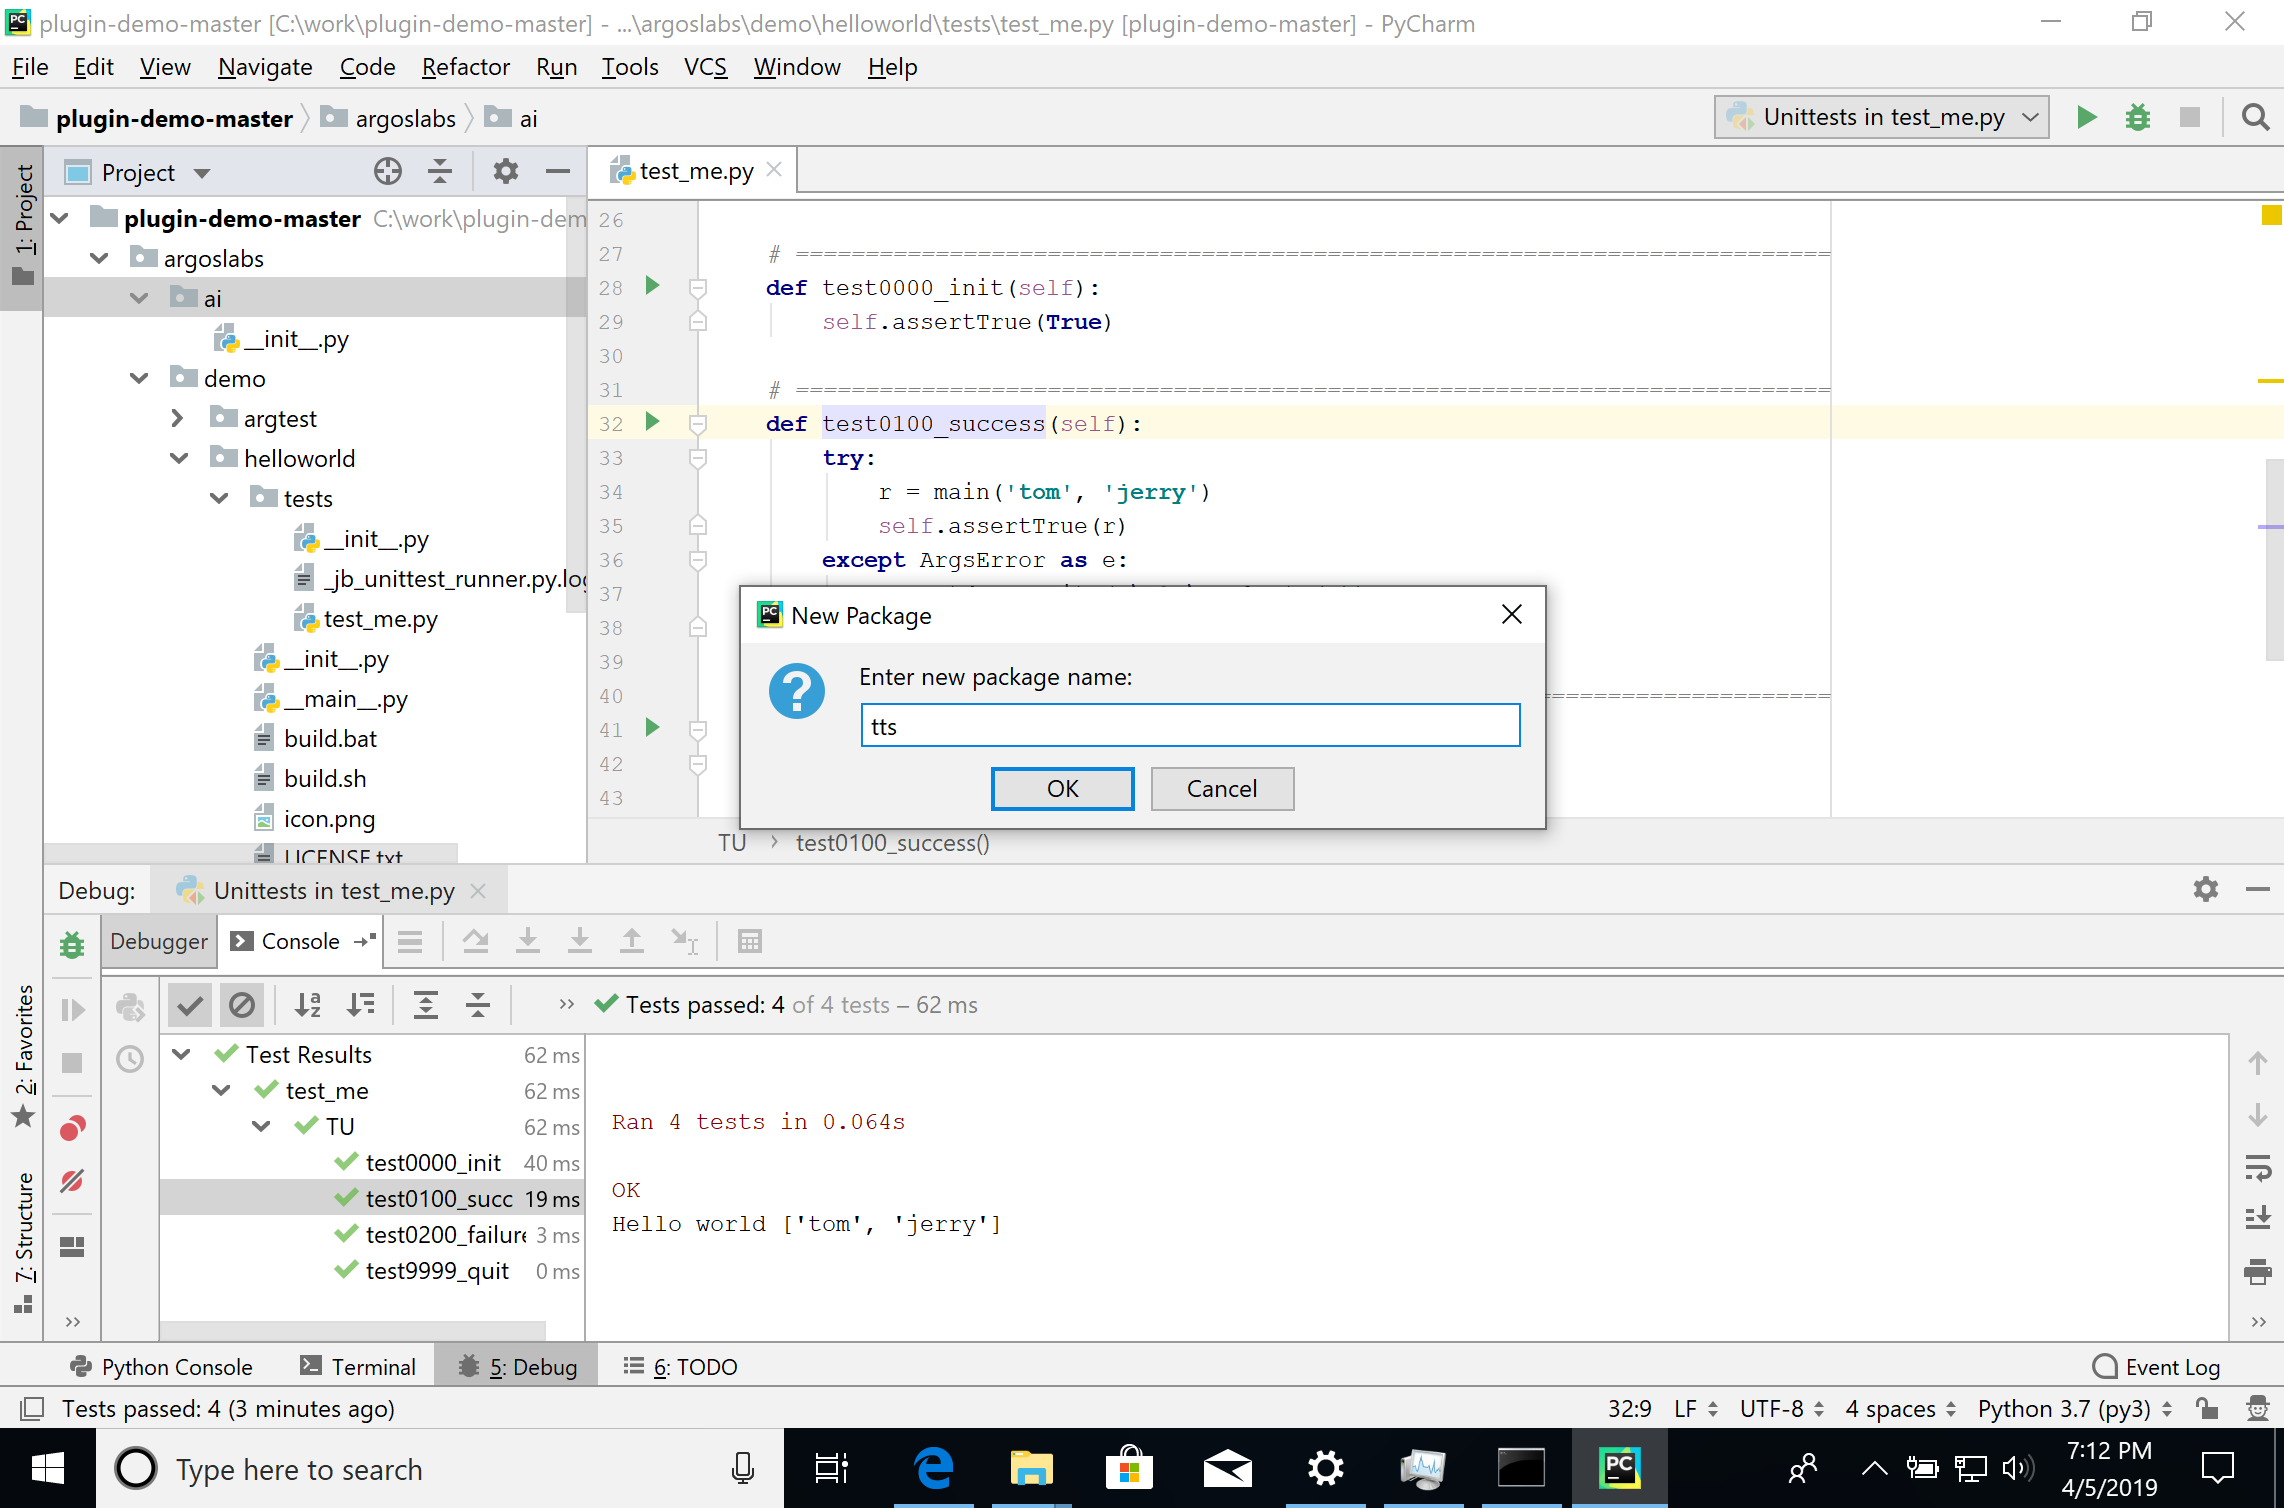 plugin-demo-master [C:\work\plugin-demo-master] - ...\argoslabs\demo\helloworld\tests\test_me.py [plugin-demo-master] - PyCharm
File Edit View Navigate Code Refactor Run Tools VCS Window Help
plugin-demo-master argoslabs ai Unittests in test_me.py
1: Project
Project
test_me.py
plugin-demo-master C:\work\plugin-dem
argoslabs
ai
__init__.py
demo
argtest
helloworld
tests
__init__.py
_jb_unittest_runner.py.log
test_me.py
__init__.py
__main__.py
build.bat
build.sh
icon.png
LICENSE.txt
26
27 # ==========================================================================
28 def test0000_init(self):
29 self.assertTrue(True)
30
31 # ==========================================================================
32 def test0100_success(self):
33 try:
34 r = main('tom', 'jerry')
35 self.assertTrue(r)
36 except ArgsError as e:
37
38
39
40 ====================
41
42
43
New Package
Enter new package name:
tts
OK Cancel
TU > test0100_success()
Debug: Unittests in test_me.py
Debugger Console
Tests passed: 4 of 4 tests – 62 ms
Test Results 62 ms
test_me 62 ms
TU 62 ms
test0000_init 40 ms
test0100_succ 19 ms
test0200_failure 3 ms
test9999_quit 0 ms
Ran 4 tests in 0.064s
OK
Hello world ['tom', 'jerry']
2: Favorites
7: Structure
Python Console Terminal 5: Debug 6: TODO Event Log
Tests passed: 4 (3 minutes ago) 32:9 LF UTF-8 4 spaces Python 3.7 (py3)
Type here to search
7:12 PM
4/5/2019